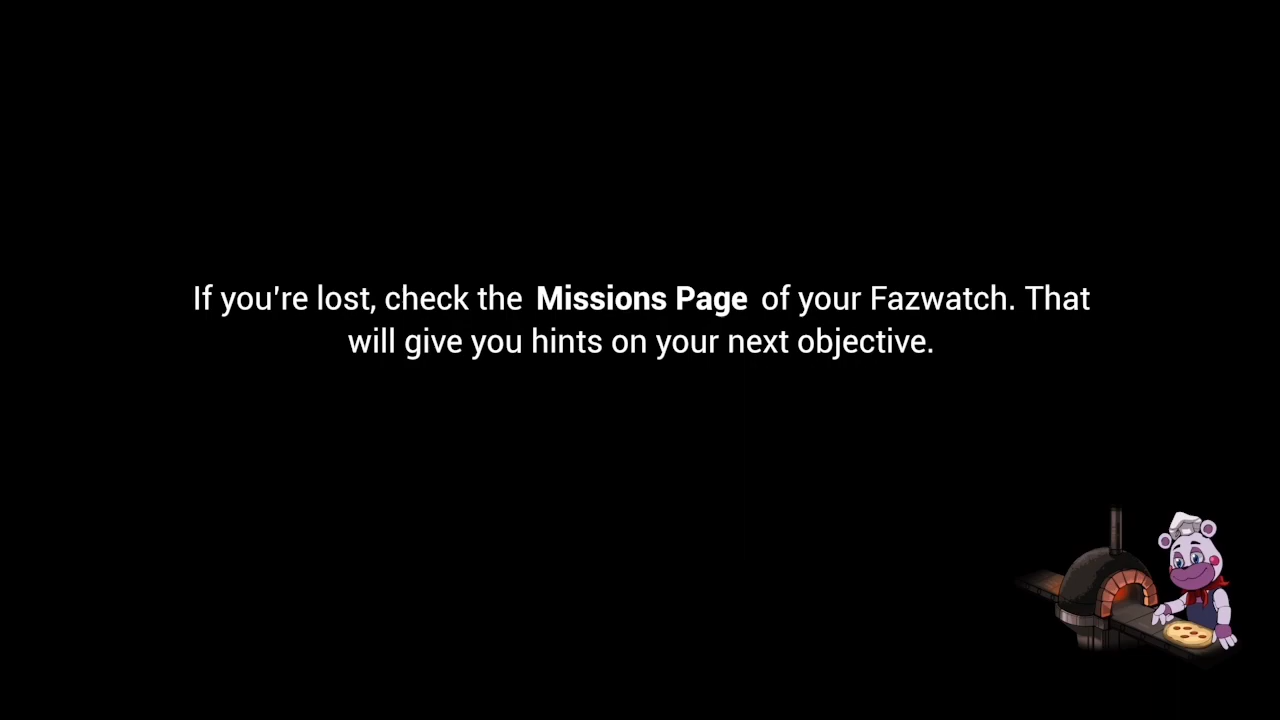 If you're lost, check the Missions Page of your Fazwatch. That
will give you hints on your next objective.